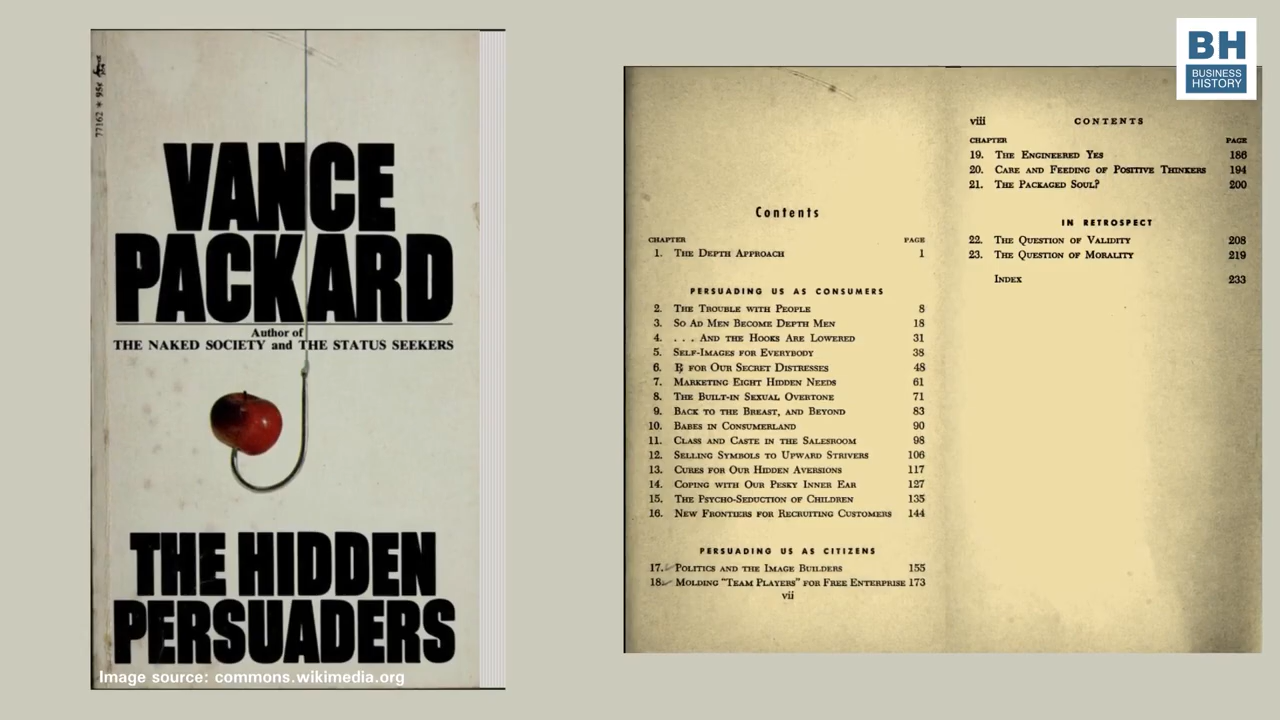 77162 * 95¢
VANCE
PACKARD
Author of
THE NAKED SOCIETY and THE STATUS SEEKERS
THE HIDDEN
PERSUADERS
Image source: commons.wikimedia.org
Contents
CHAPTER PAGE
1. THE DEPTH APPROACH 1
PERSUADING US AS CONSUMERS
2. THE TROUBLE WITH PEOPLE 8
3. SO AD MEN BECOME DEPTH MEN 18
4. . . . AND THE HOOKS ARE LOWERED 31
5. SELF-IMAGES FOR EVERYBODY 38
6. ℞ FOR OUR SECRET DISTRESSES 48
7. MARKETING EIGHT HIDDEN NEEDS 61
8. THE BUILT-IN SEXUAL OVERTONE 71
9. BACK TO THE BREAST, AND BEYOND 83
10. BABES IN CONSUMERLAND 90
11. CLASS AND CASTE IN THE SALESROOM 98
12. SELLING SYMBOLS TO UPWARD STRIVERS 106
13. CURES FOR OUR HIDDEN AVERSIONS 117
14. COPING WITH OUR PESKY INNER EAR 127
15. THE PSYCHO-SEDUCTION OF CHILDREN 135
16. NEW FRONTIERS FOR RECRUITING CUSTOMERS 144
PERSUADING US AS CITIZENS
17. POLITICS AND THE IMAGE BUILDERS 155
18. MOLDING "TEAM PLAYERS" FOR FREE ENTERPRISE 173
vii
viii CONTENTS
CHAPTER PAGE
19. THE ENGINEERED YES 186
20. CARE AND FEEDING OF POSITIVE THINKERS 194
21. THE PACKAGED SOUL? 200
IN RETROSPECT
22. THE QUESTION OF VALIDITY 208
23. THE QUESTION OF MORALITY 219
INDEX 233
BH
BUSINESS
HISTORY